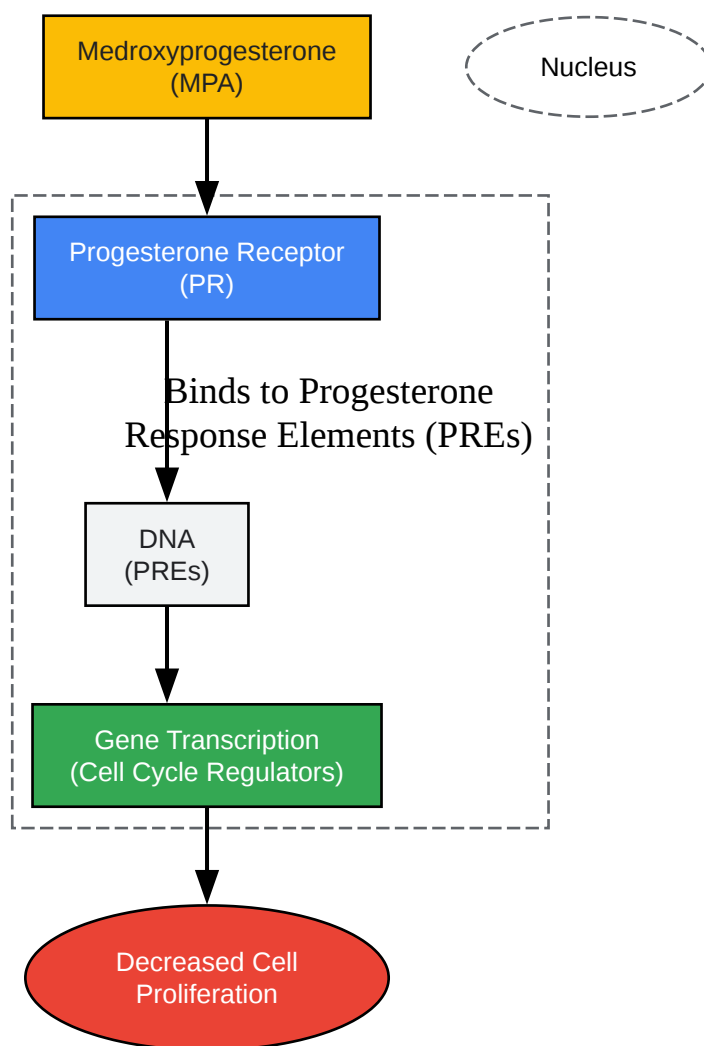 Medroxyprogesterone
(MPA)
Nucleus
Progesterone Receptor
(PR)
Binds to Progesterone
Response Elements (PREs)
DNA
(PREs)
Gene Transcription
(Cell Cycle Regulators)
Decreased Cell
Proliferation